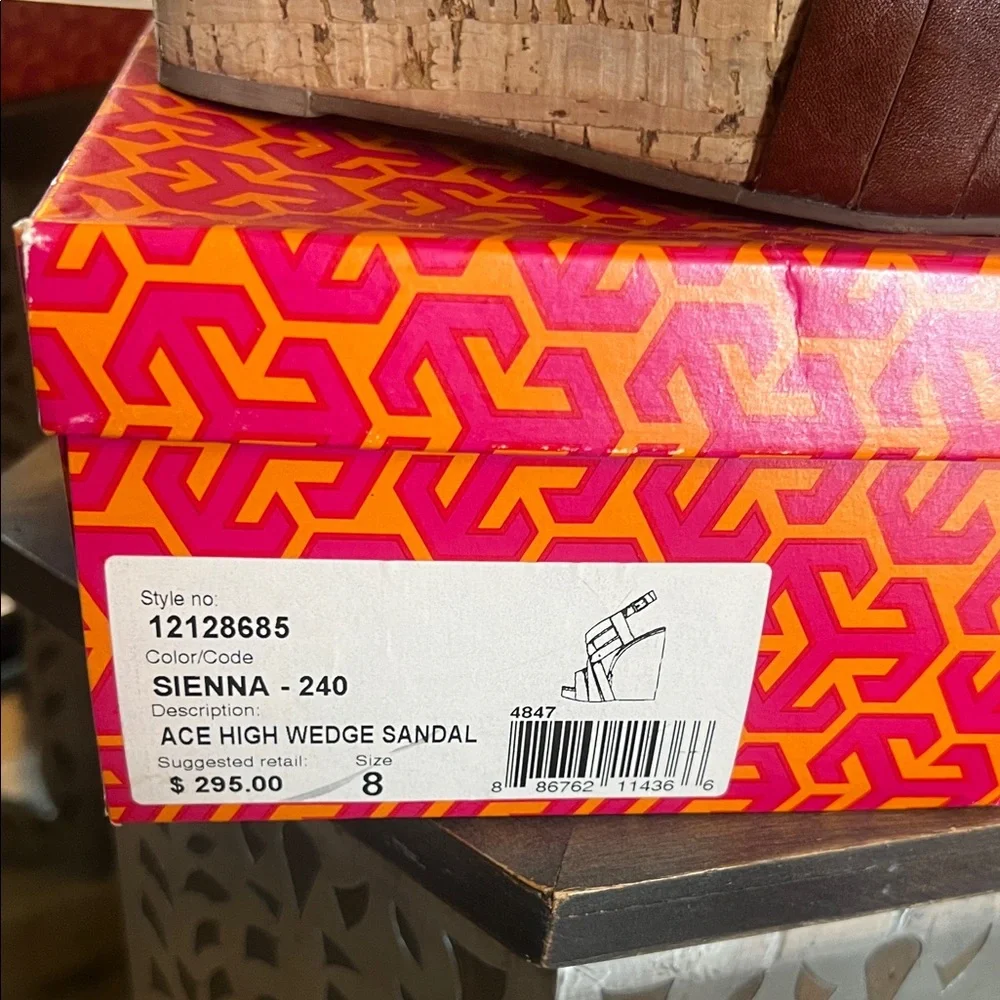 Style no:
12128685
Color/Code
SIENNA - 240
Description:
ACE HIGH WEDGE SANDAL
Suggested retail: Size
$ 295.00 8
4847
8 86762 11436 6